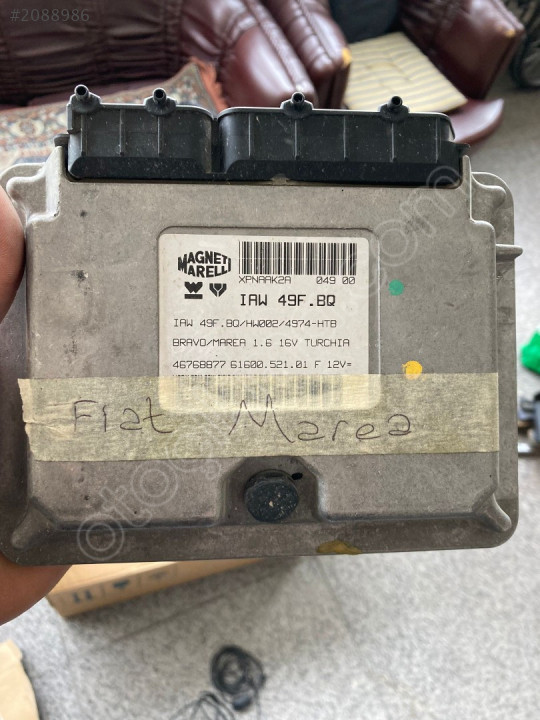 #2088986
MAGNETI
MARELLI
XPNAAK2A 049 00
IAW 49F.BQ
IAW 49F.BQ/HW002/4974-HTB
BRAVO/MAREA 1.6 16V TURCHIA
46768877 61600.521.01 F 12V=
Fiat Marea